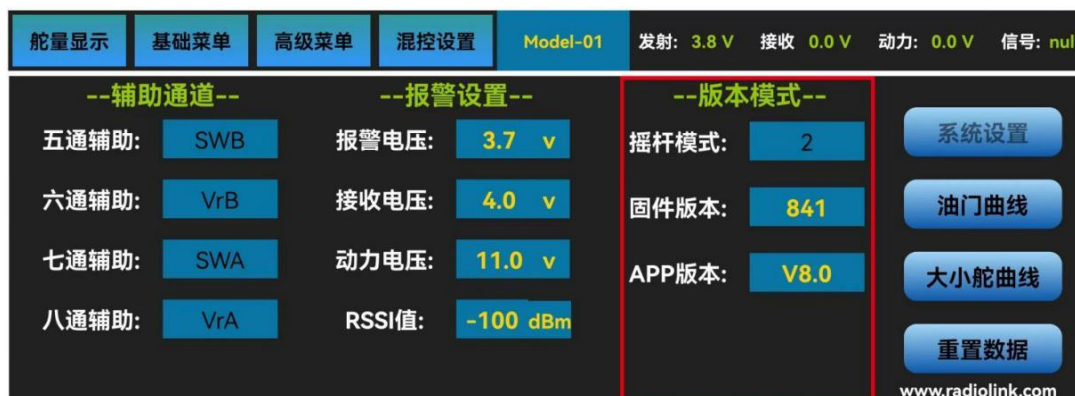 舵量显示 基础菜单 高级菜单 混控设置 Model-01 发射: 3.8 V 接收 0.0 V 动力: 0.0 V 信号: nul
--辅助通道-- --报警设置-- --版本模式--
五通辅助: SWB 报警电压: 3.7 v 摇杆模式: 2 系统设置
六通辅助: VrB 接收电压: 4.0 v 固件版本: 841 油门曲线
七通辅助: SWA 动力电压: 11.0 v APP版本: V8.0 大小舵曲线
八通辅助: VrA RSSI值: -100 dBm 重置数据
www.radiolink.com